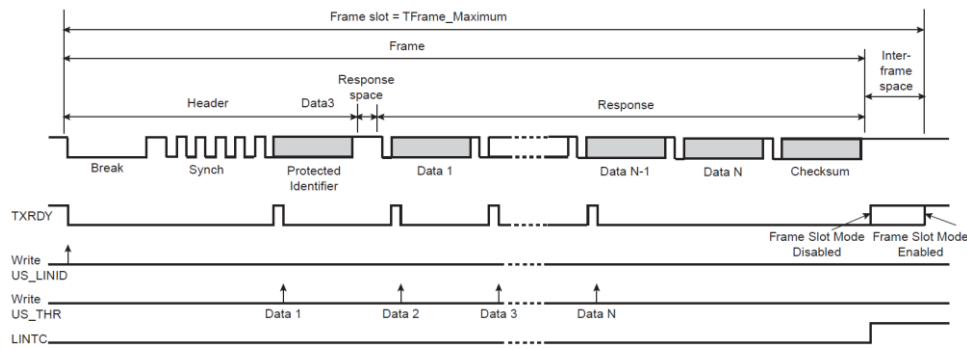 Frame slot = TFrame_Maximum
Frame
Inter-
frame
space
Response
space
Header
Data3
Response
Break
Synch
Protected
Identifier
Data 1
Data N-1
Data N
Checksum
TXRDY
Frame Slot Mode
Disabled
Frame Slot Mode
Enabled
Write
US_LINID
Write
US_THR
Data 1
Data 2
Data 3
Data N
LINTC